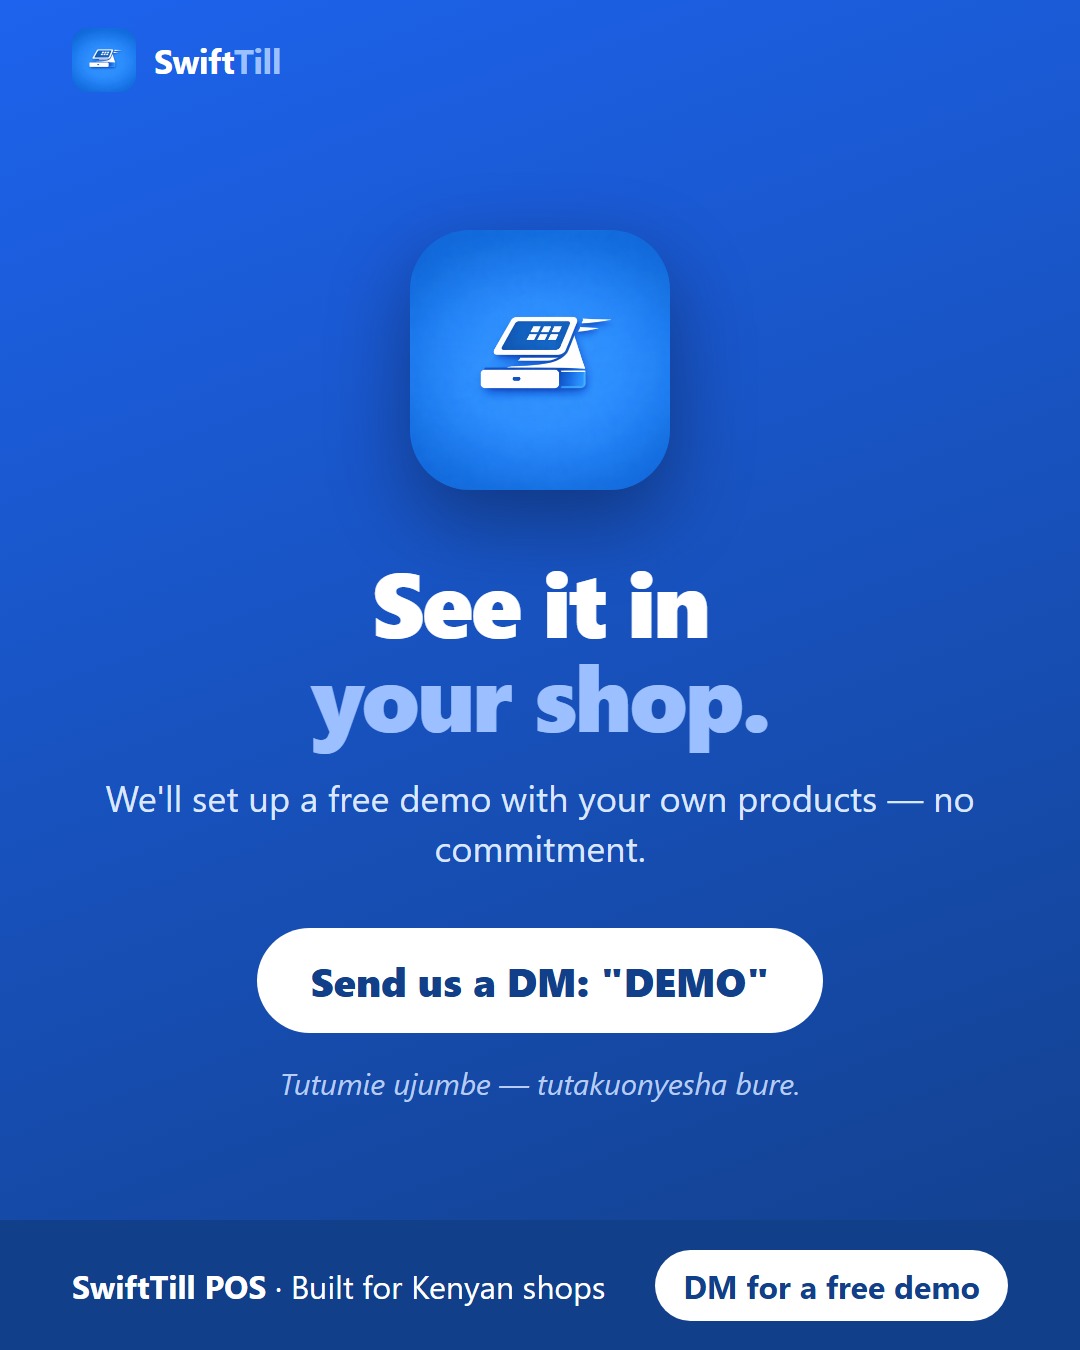 SwiftTill
See it in
your shop.
We'll set up a free demo with your own products — no
commitment.
Send us a DM: "DEMO"
Tutumie ujumbe — tutakuonyesha bure.
SwiftTill POS · Built for Kenyan shops
DM for a free demo